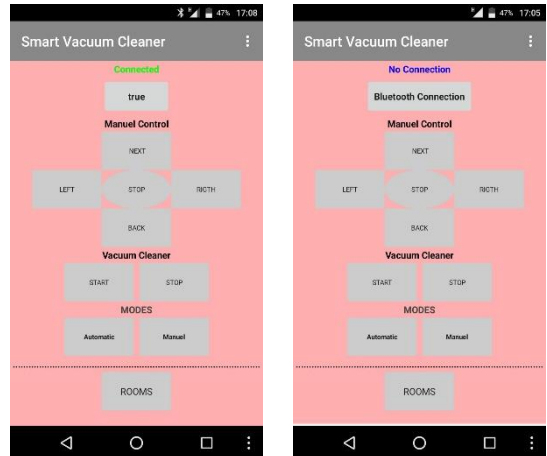 47% 17:08
Smart Vacuum Cleaner
Connected
true
Manuel Control
NEXT
LEFT STOP RIGTH
BACK
Vacuum Cleaner
START STOP
MODES
Automatic Manuel
ROOMS
47% 17:05
Smart Vacuum Cleaner
No Connection
Bluetooth Connection
Manuel Control
NEXT
LEFT STOP RIGTH
BACK
Vacuum Cleaner
START STOP
MODES
Automatic Manuel
ROOMS